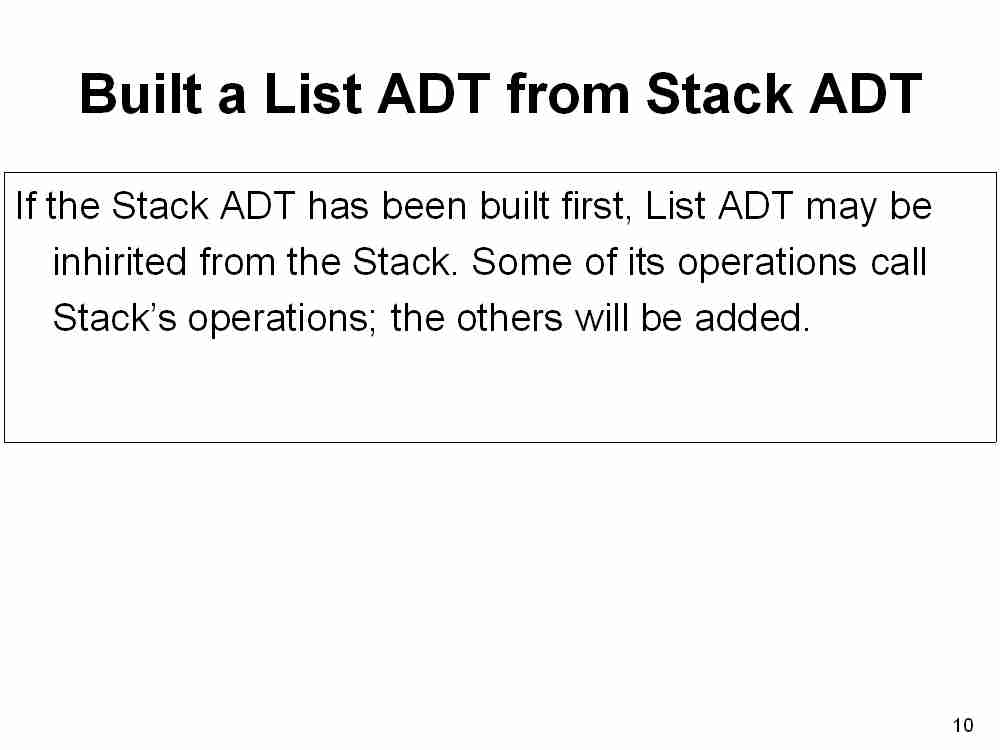 Built a List ADT from Stack ADT
If the Stack ADT has been built first, List ADT may be
inhirited from the Stack. Some of its operations call
Stack’s operations; the others will be added.
10